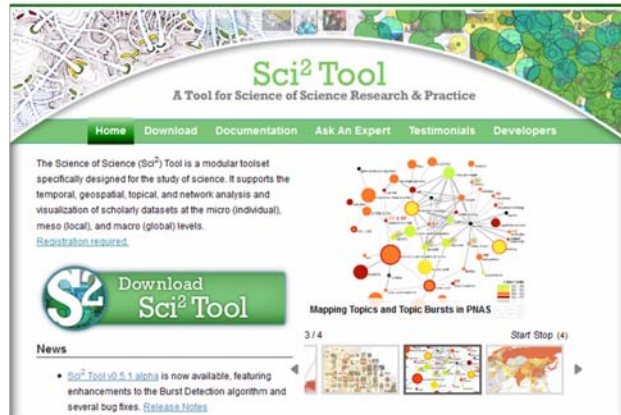 Sci² Tool
A Tool for Science of Science Research & Practice
Home Download Documentation Ask An Expert Testimonials Developers
The Science of Science (Sci²) Tool is a modular toolset
specifically designed for the study of science. It supports the
temporal, geospatial, topical, and network analysis and
visualization of scholarly datasets at the micro (individual),
meso (local), and macro (global) levels.
Registration required.
Download
Sci² Tool
News
Sci² Tool v0.5.1 alpha is now available, featuring
enhancements to the Burst Detection algorithm and
several bug fixes. Release Notes
Mapping Topics and Topic Bursts in PNAS
3 / 4 Start Stop (4)